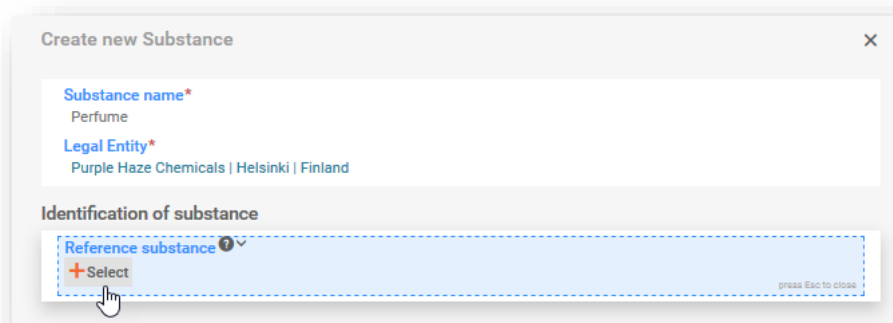 Create new Substance
Substance name*
Perfume
Legal Entity*
Purple Haze Chemicals | Helsinki | Finland
Identification of substance
Reference substance ?
+Select
press Esc to close